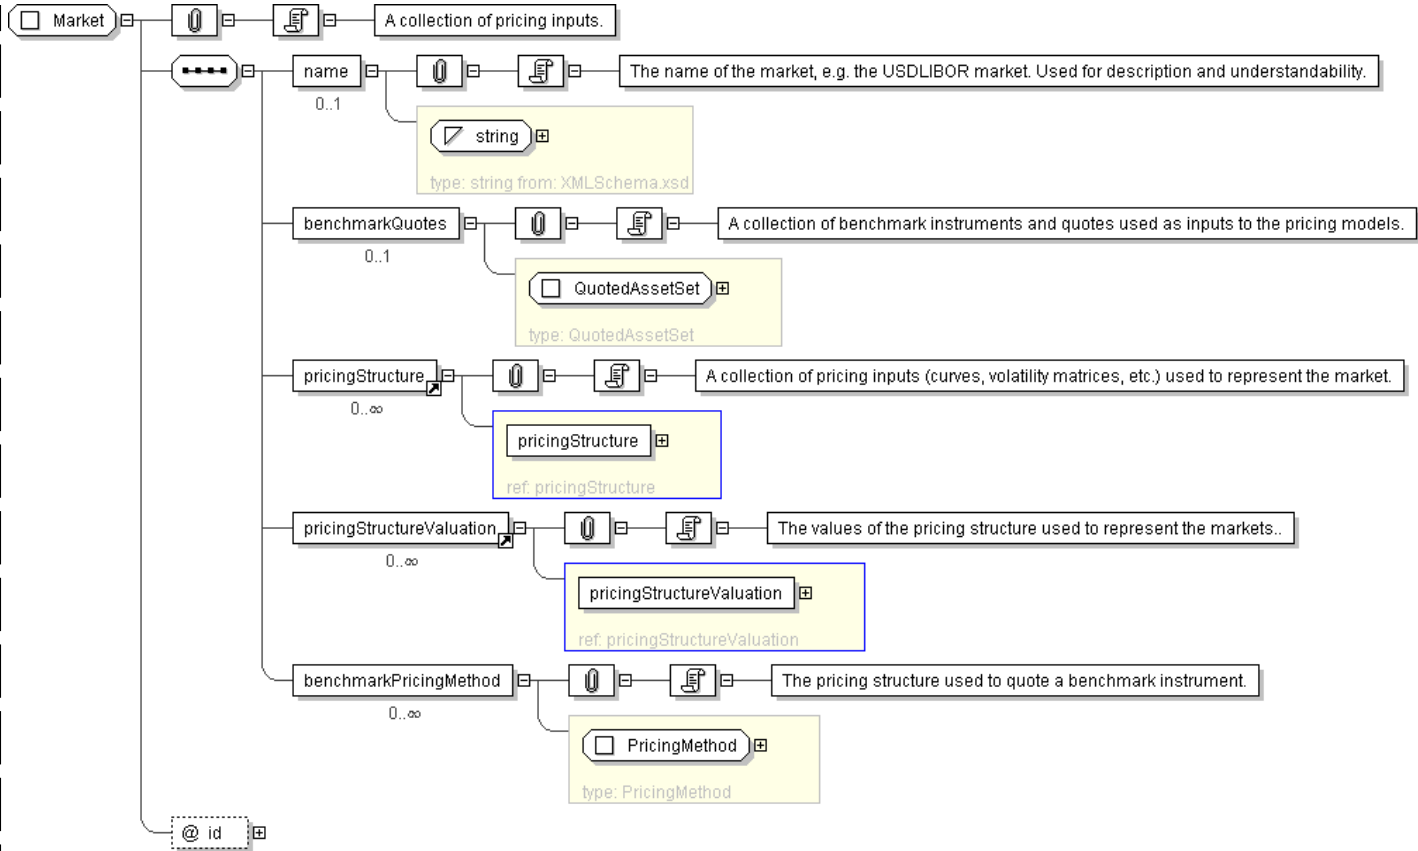 Market
A collection of pricing inputs.
name
The name of the market, e.g. the USDLIBOR market. Used for description and understandability.
0..1
string
type: string from: XMLSchema.xsd
benchmarkQuotes
A collection of benchmark instruments and quotes used as inputs to the pricing models.
0..1
QuotedAssetSet
type: QuotedAssetSet
pricingStructure
A collection of pricing inputs (curves, volatility matrices, etc.) used to represent the market.
0..∞
pricingStructure
ref: pricingStructure
pricingStructureValuation
The values of the pricing structure used to represent the markets..
0..∞
pricingStructureValuation
ref: pricingStructureValuation
benchmarkPricingMethod
The pricing structure used to quote a benchmark instrument.
0..∞
PricingMethod
type: PricingMethod
@ id